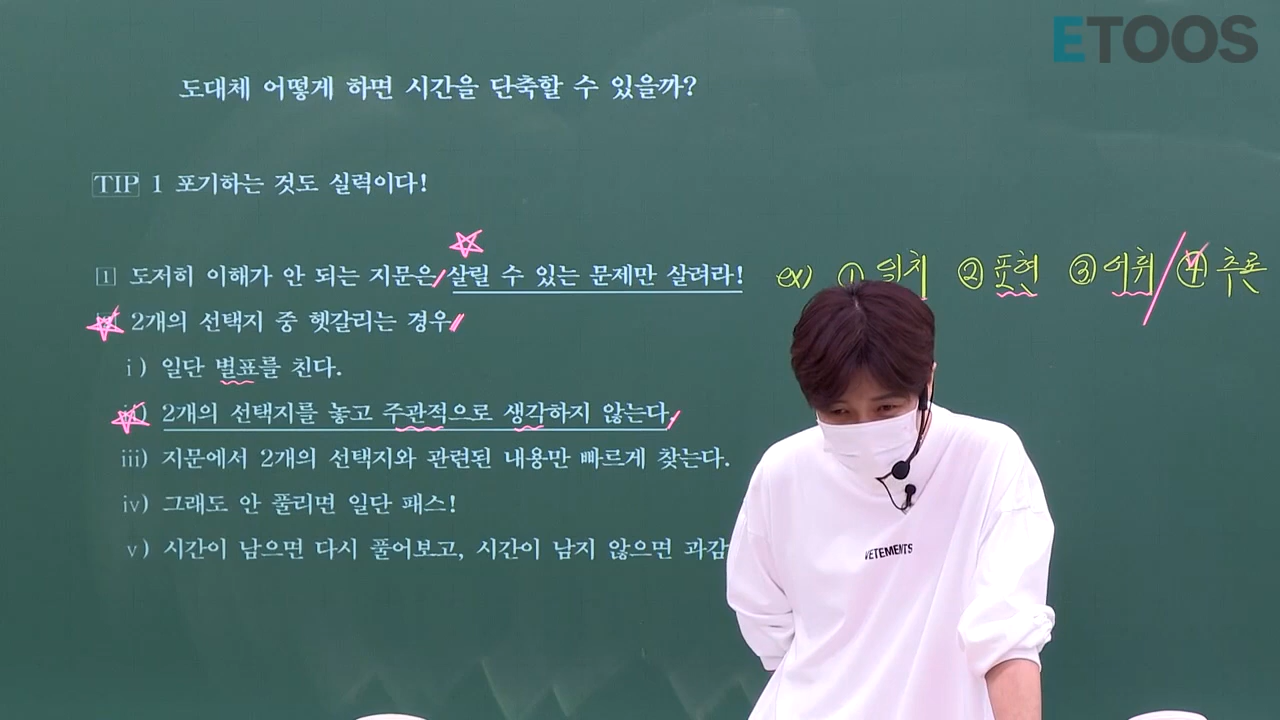 ETOOS
도대체 어떻게 하면 시간을 단축할 수 있을까?
TIP 1 포기하는 것도 실력이다!
1 도저히 이해가 안 되는 지문은 살릴 수 있는 문제만 살려라! ex) ① 일치 ② 표현 ③ 어휘 ④ 추론
2개의 선택지 중 헷갈리는 경우
i) 일단 별표를 친다.
2개의 선택지를 놓고 주관적으로 생각하지 않는다.
iii) 지문에서 2개의 선택지와 관련된 내용만 빠르게 찾는다.
iv) 그래도 안 풀리면 일단 패스!
v) 시간이 남으면 다시 풀어보고, 시간이 남지 않으면 과감
VETEMENTS